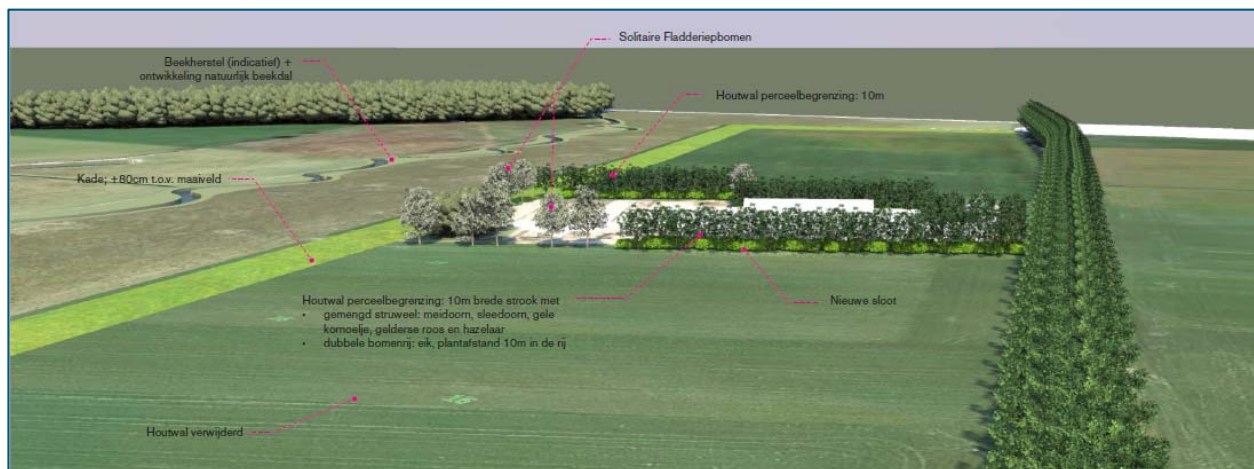 Solitaire Fladderiepbomen
Beekherstel (indicatief) +
ontwikkeling natuurlijk beekdal
Houtwal perceelbegrenzing: 10m
Kade; +80cm t.o.v. maaiveld
Houtwal perceelbegrenzing: 10m brede strook met
• gemengd struweel: meidoorn, sleedoorn, gele
kornoelje, gelderse roos en hazelaar
• dubbele bomenrij: eik, plantafstand 10m in de rij
Nieuwe sloot
Houtwal verwijderd